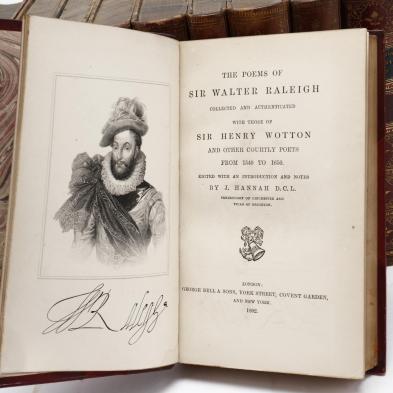 THE POEMS OF
SIR WALTER RALEIGH
COLLECTED AND AUTHENTICATED
WITH THOSE OF
SIR HENRY WOTTON
AND OTHER COURTLY POETS
FROM 1540 TO 1650.
EDITED WITH AN INTRODUCTION AND NOTES
BY J. HANNAH D.C.L.
ARCHDEACON OF CHICHESTER AND
VICAR OF BRIGHTON.
LONDON:
GEORGE BELL & SONS, YORK STREET, COVENT GARDEN,
AND NEW YORK.
1892.